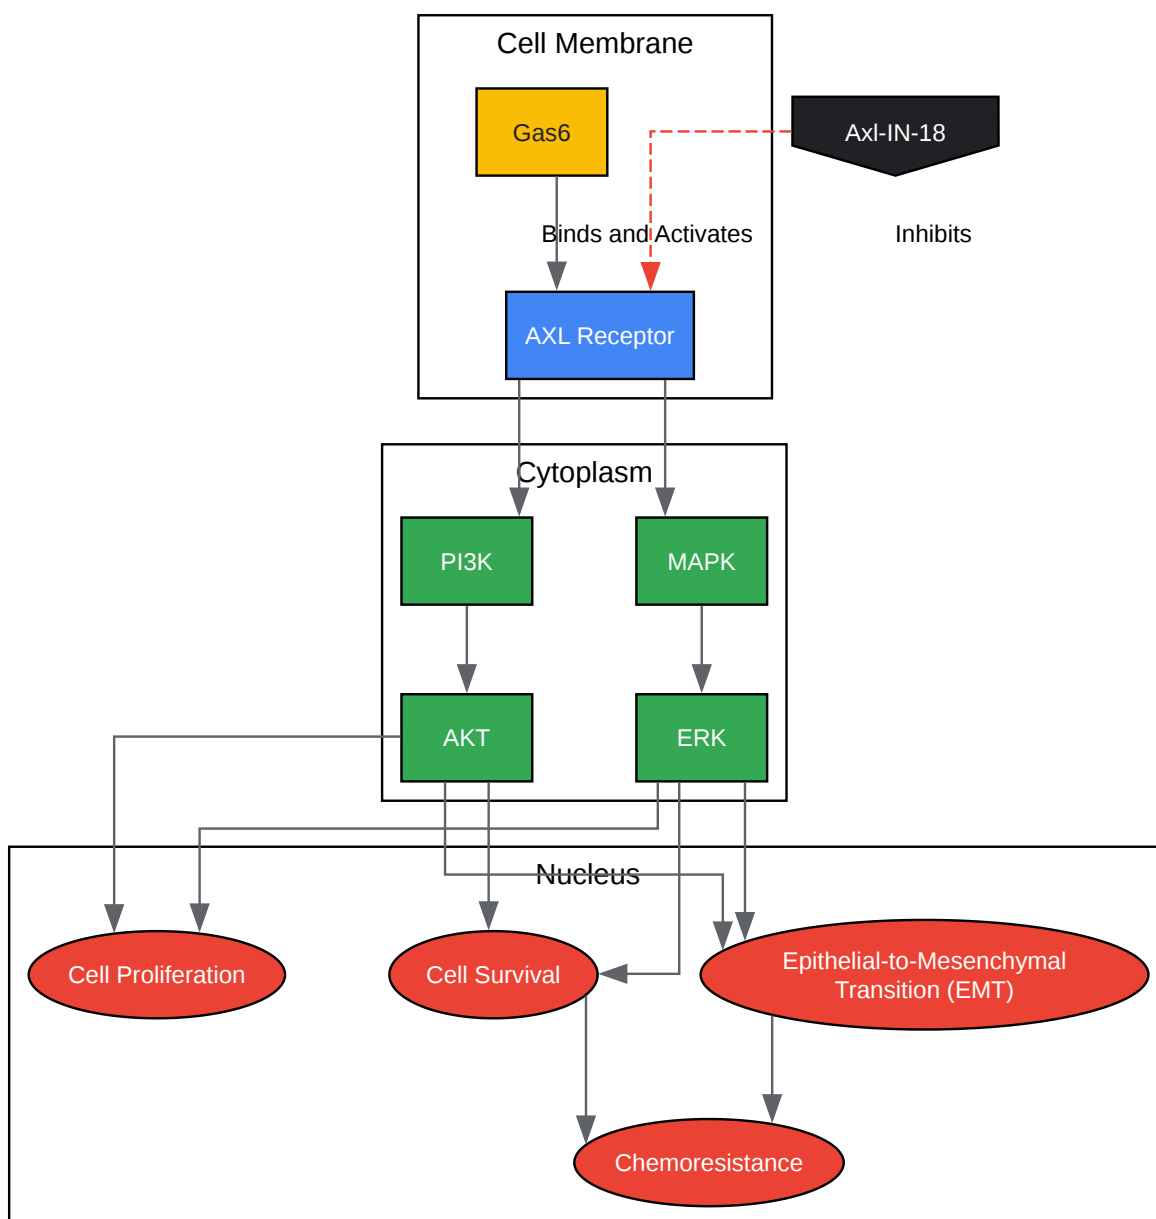 Cell Membrane
Gas6
Axl-IN-18
Binds and Activates
Inhibits
AXL Receptor
Cytoplasm
PI3K
MAPK
AKT
ERK
Nucleus
Cell Proliferation
Cell Survival
Epithelial-to-Mesenchymal
Transition (EMT)
Chemoresistance